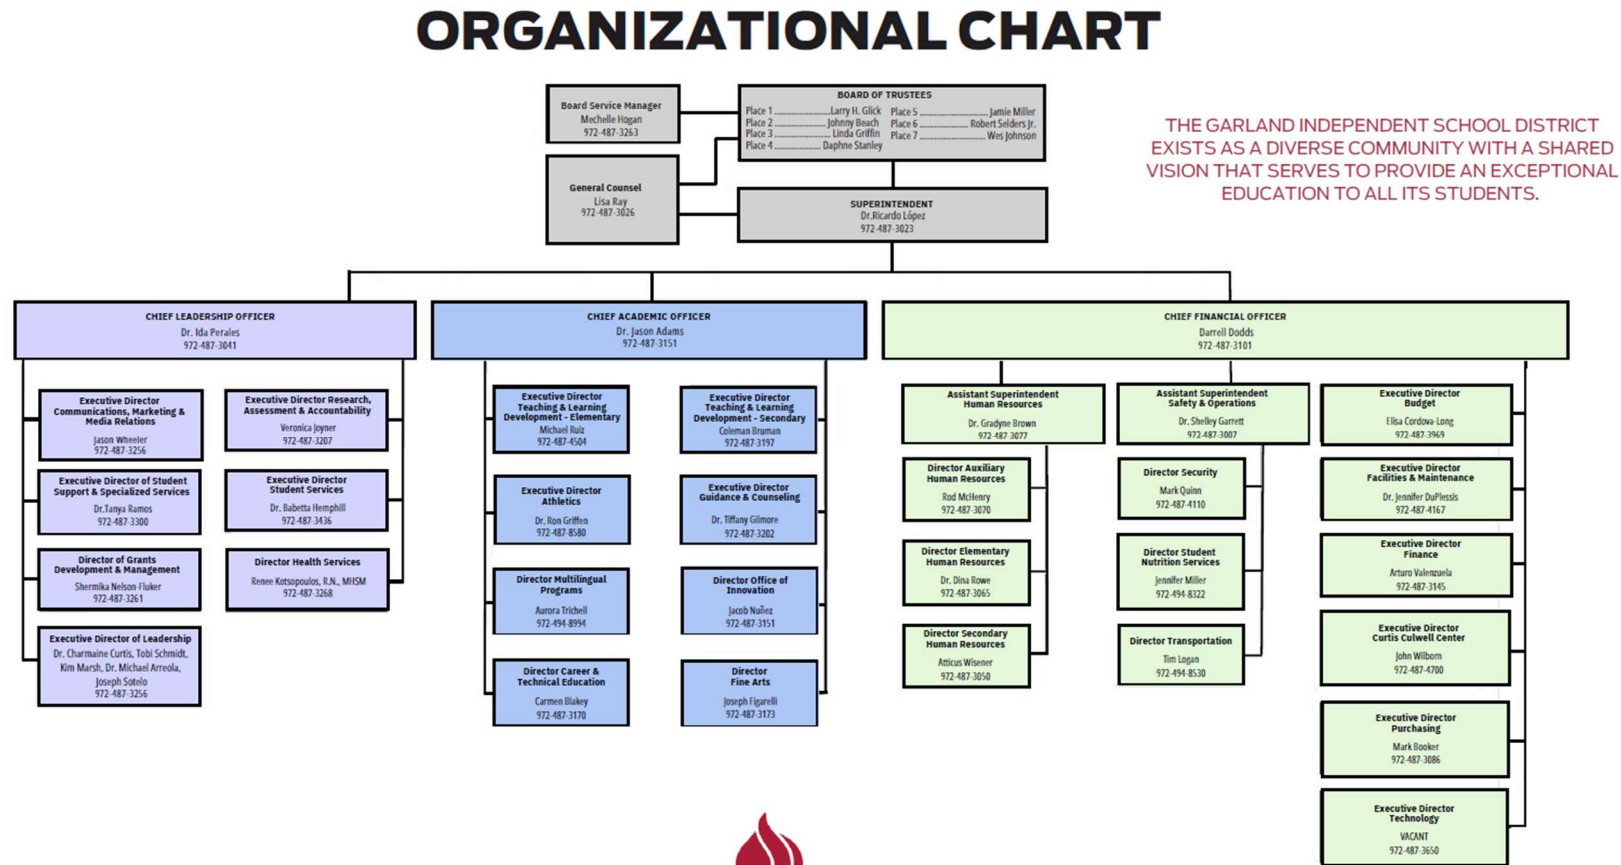 ORGANIZATIONAL CHART
Board Service Manager
Mechelle Hogan
972-487-3263
BOARD OF TRUSTEES
Place 1 ........................Larry H. Glick Place 5 ..............................Jamie Miller
Place 2 ...................... Johnny Beach Place 6 ..................... Robert Selders Jr.
Place 3 ......................... Linda Griffin Place 7 ............................ Wes Johnson
Place 4 .................... Daphne Stanley
THE GARLAND INDEPENDENT SCHOOL DISTRICT
EXISTS AS A DIVERSE COMMUNITY WITH A SHARED
VISION THAT SERVES TO PROVIDE AN EXCEPTIONAL
EDUCATION TO ALL ITS STUDENTS.
General Counsel
Lisa Ray
972-487-3026
SUPERINTENDENT
Dr.Ricardo López
972-487-3023
CHIEF LEADERSHIP OFFICER
Dr. Ida Perales
972-487-3041
Executive Director
Communications, Marketing &
Media Relations
Jason Wheeler
972-487-3256
Executive Director Research,
Assessment & Accountability
Veronica Joyner
972-487-3207
Executive Director of Student
Support & Specialized Services
Dr.Tanya Ramos
972-487-3300
Executive Director
Student Services
Dr. Babetta Hemphill
972-487-3436
Director of Grants
Development & Management
Shermika Nelson-Fluker
972-487-3261
Director Health Services
Renee Kotsopoulos, R.N., MHSM
972-487-3268
Executive Director of Leadership
Dr. Charmaine Curtis, Tobi Schmidt,
Kim Marsh, Dr. Michael Arreola,
Joseph Sotelo
972-487-3256
CHIEF ACADEMIC OFFICER
Dr. Jason Adams
972-487-3151
Executive Director
Teaching & Learning
Development - Elementary
Michael Ruiz
972-487-4504
Executive Director
Teaching & Learning
Development - Secondary
Coleman Bruman
972-487-3197
Executive Director
Athletics
Dr. Ron Griffen
972-487-8580
Executive Director
Guidance & Counseling
Dr. Tiffany Gilmore
972-487-3202
Director Multilingual
Programs
Aurora Trichell
972-494-8994
Director Office of
Innovation
Jacob Nuñez
972-487-3151
Director Career &
Technical Education
Carmen Blakey
972-487-3170
Director
Fine Arts
Joseph Figarelli
972-487-3173
CHIEF FINANCIAL OFFICER
Darrell Dodds
972-487-3101
Assistant Superintendent
Human Resources
Dr. Gradyne Brown
972-487-3077
Director Auxiliary
Human Resources
Rod McHenry
972-487-3070
Director Elementary
Human Resources
Dr. Dina Rowe
972-487-3065
Director Secondary
Human Resources
Atticus Wisener
972-487-3050
Assistant Superintendent
Safety & Operations
Dr. Shelley Garrett
972-487-3007
Director Security
Mark Quinn
972-487-4110
Director Student
Nutrition Services
Jennifer Miller
972-494-8322
Director Transportation
Tim Logan
972-494-8530
Executive Director
Budget
Elisa Cordova-Long
972-487-3969
Executive Director
Facilities & Maintenance
Dr. Jennifer DuPlessis
972-487-4167
Executive Director
Finance
Arturo Valenzuela
972-487-3145
Executive Director
Curtis Culwell Center
John Wilborn
972-487-4700
Executive Director
Purchasing
Mark Booker
972-487-3086
Executive Director
Technology
VACANT
972-487-3650